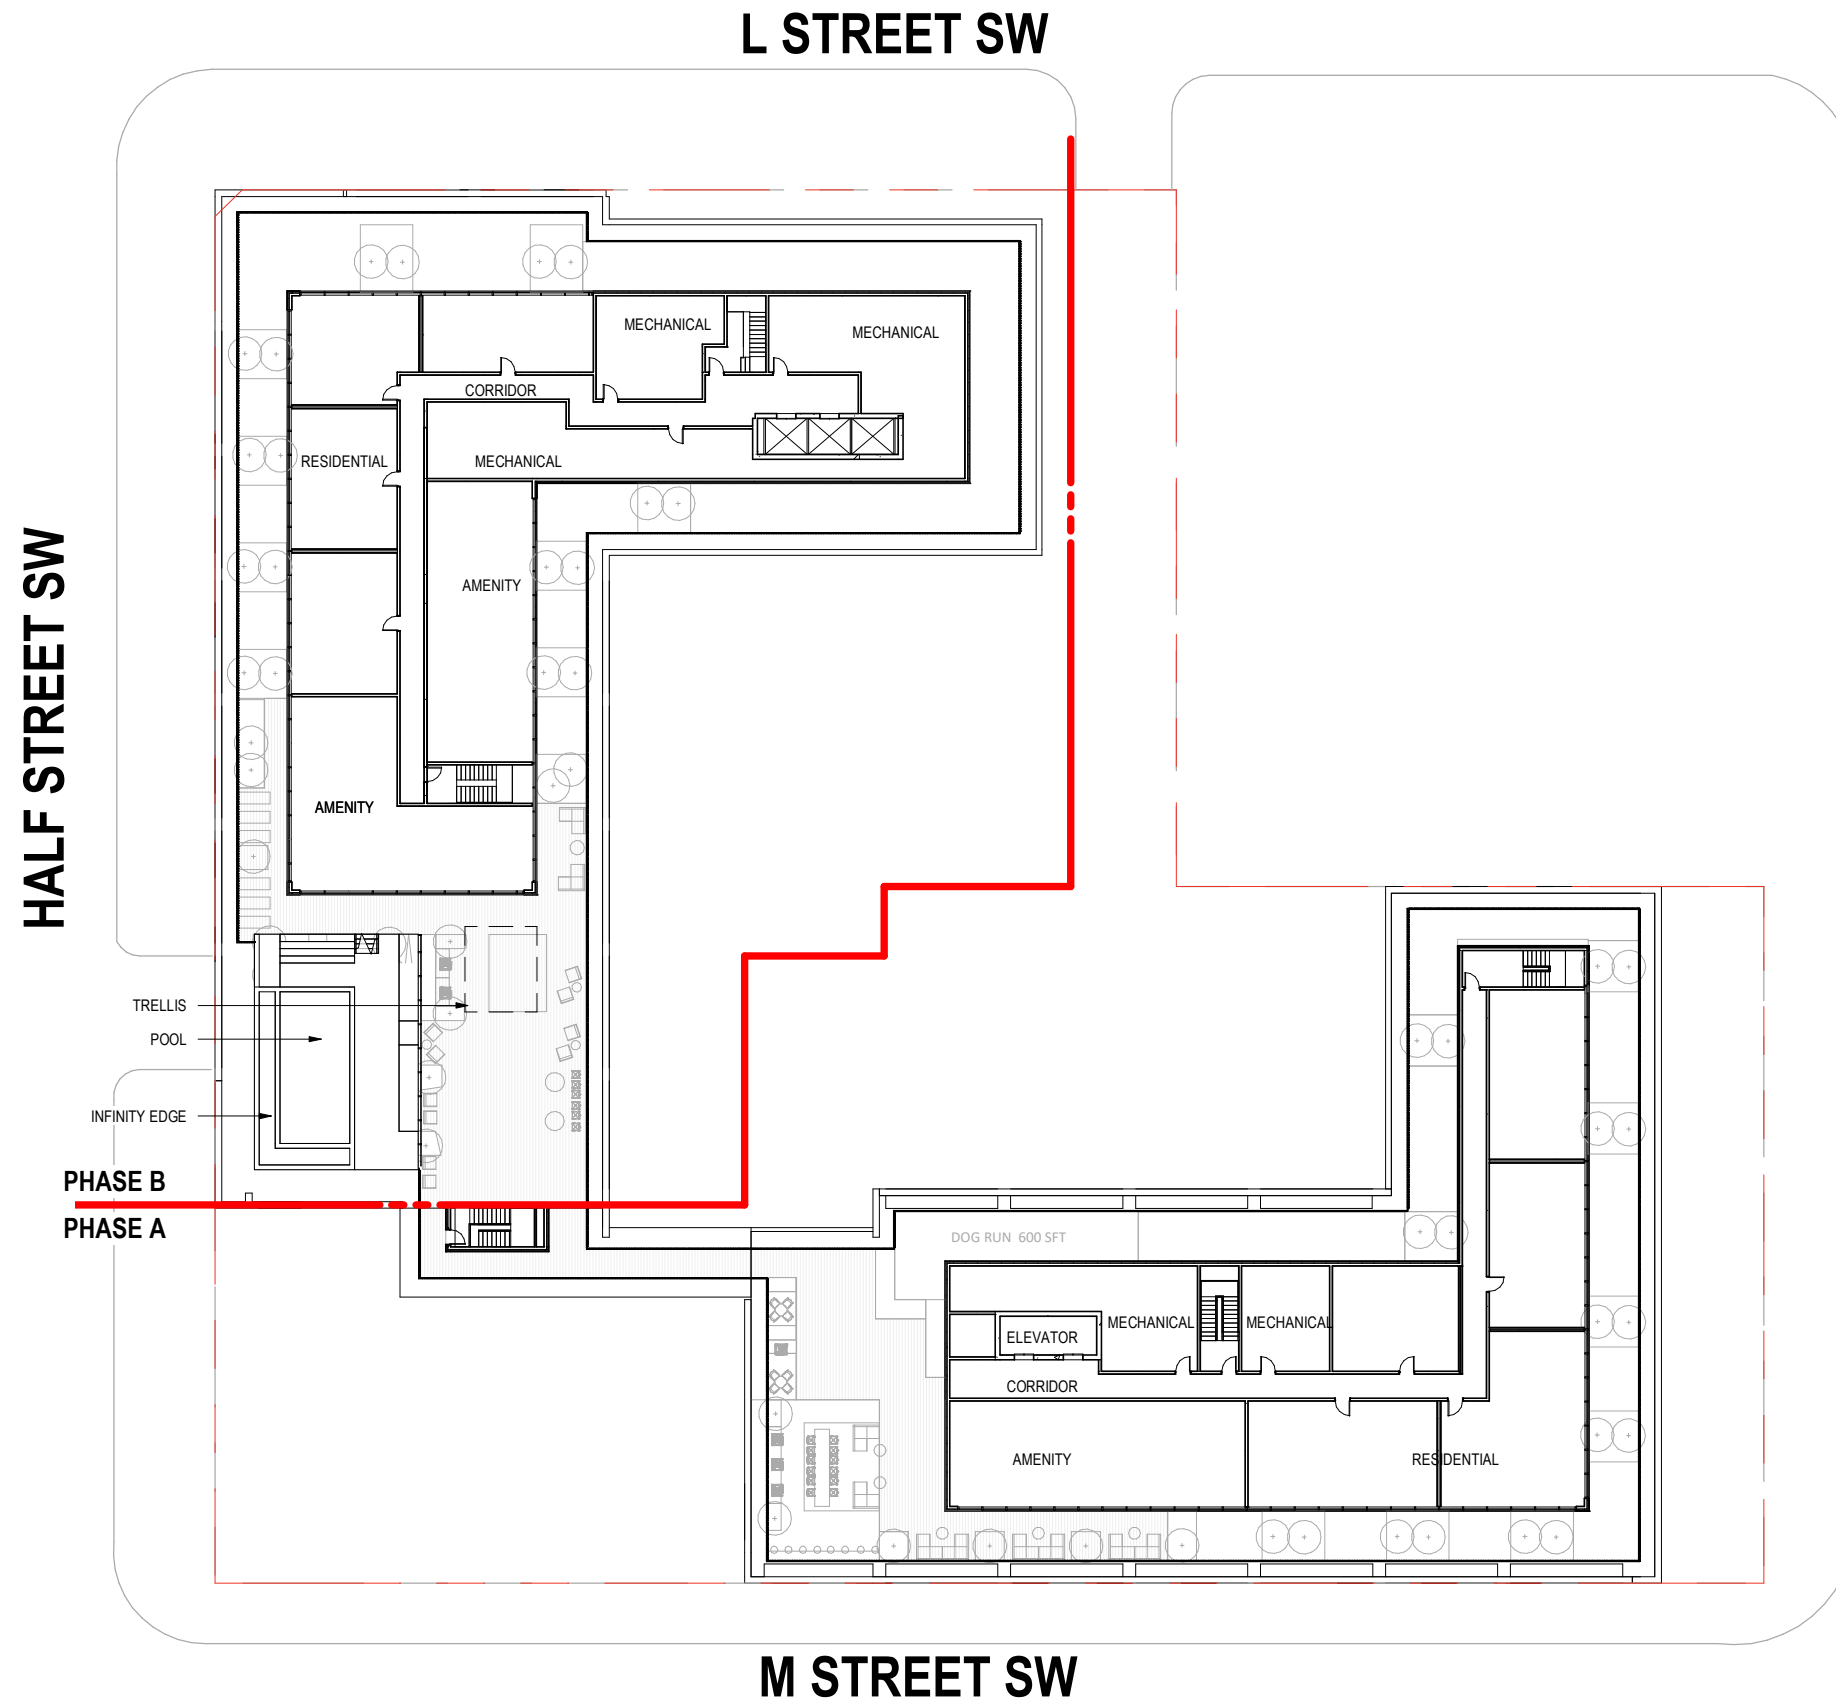 L STREET SW
MECHANICAL
MECHANICAL
CORRIDOR
RESIDENTIAL
MECHANICAL
HALF STREET SW
AMENITY
AMENITY
TRELLIS
POOL
INFINITY EDGE
PHASE B
PHASE A
DOG RUN 600 SFT
MECHANICAL
MECHANICAL
ELEVATOR
CORRIDOR
AMENITY
RESIDENTIAL
M STREET SW